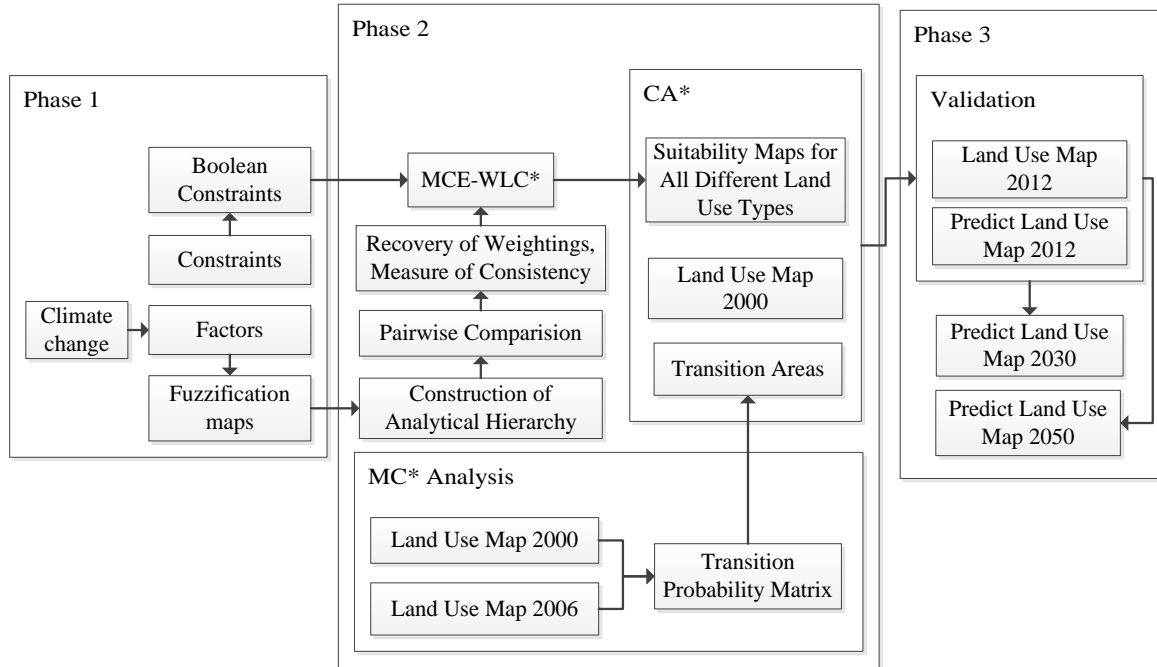 Phase 1
Boolean
Constraints
Constraints
Climate
change
Factors
Fuzzification
maps
Phase 2
MCE-WLC*
Recovery of Weightings,
Measure of Consistency
Pairwise Comparision
Construction of
Analytical Hierarchy
CA*
Suitability Maps for
All Different Land
Use Types
Land Use Map
2000
Transition Areas
MC* Analysis
Land Use Map 2000
Land Use Map 2006
Transition
Probability Matrix
Phase 3
Validation
Land Use Map
2012
Predict Land Use
Map 2012
Predict Land Use
Map 2030
Predict Land Use
Map 2050